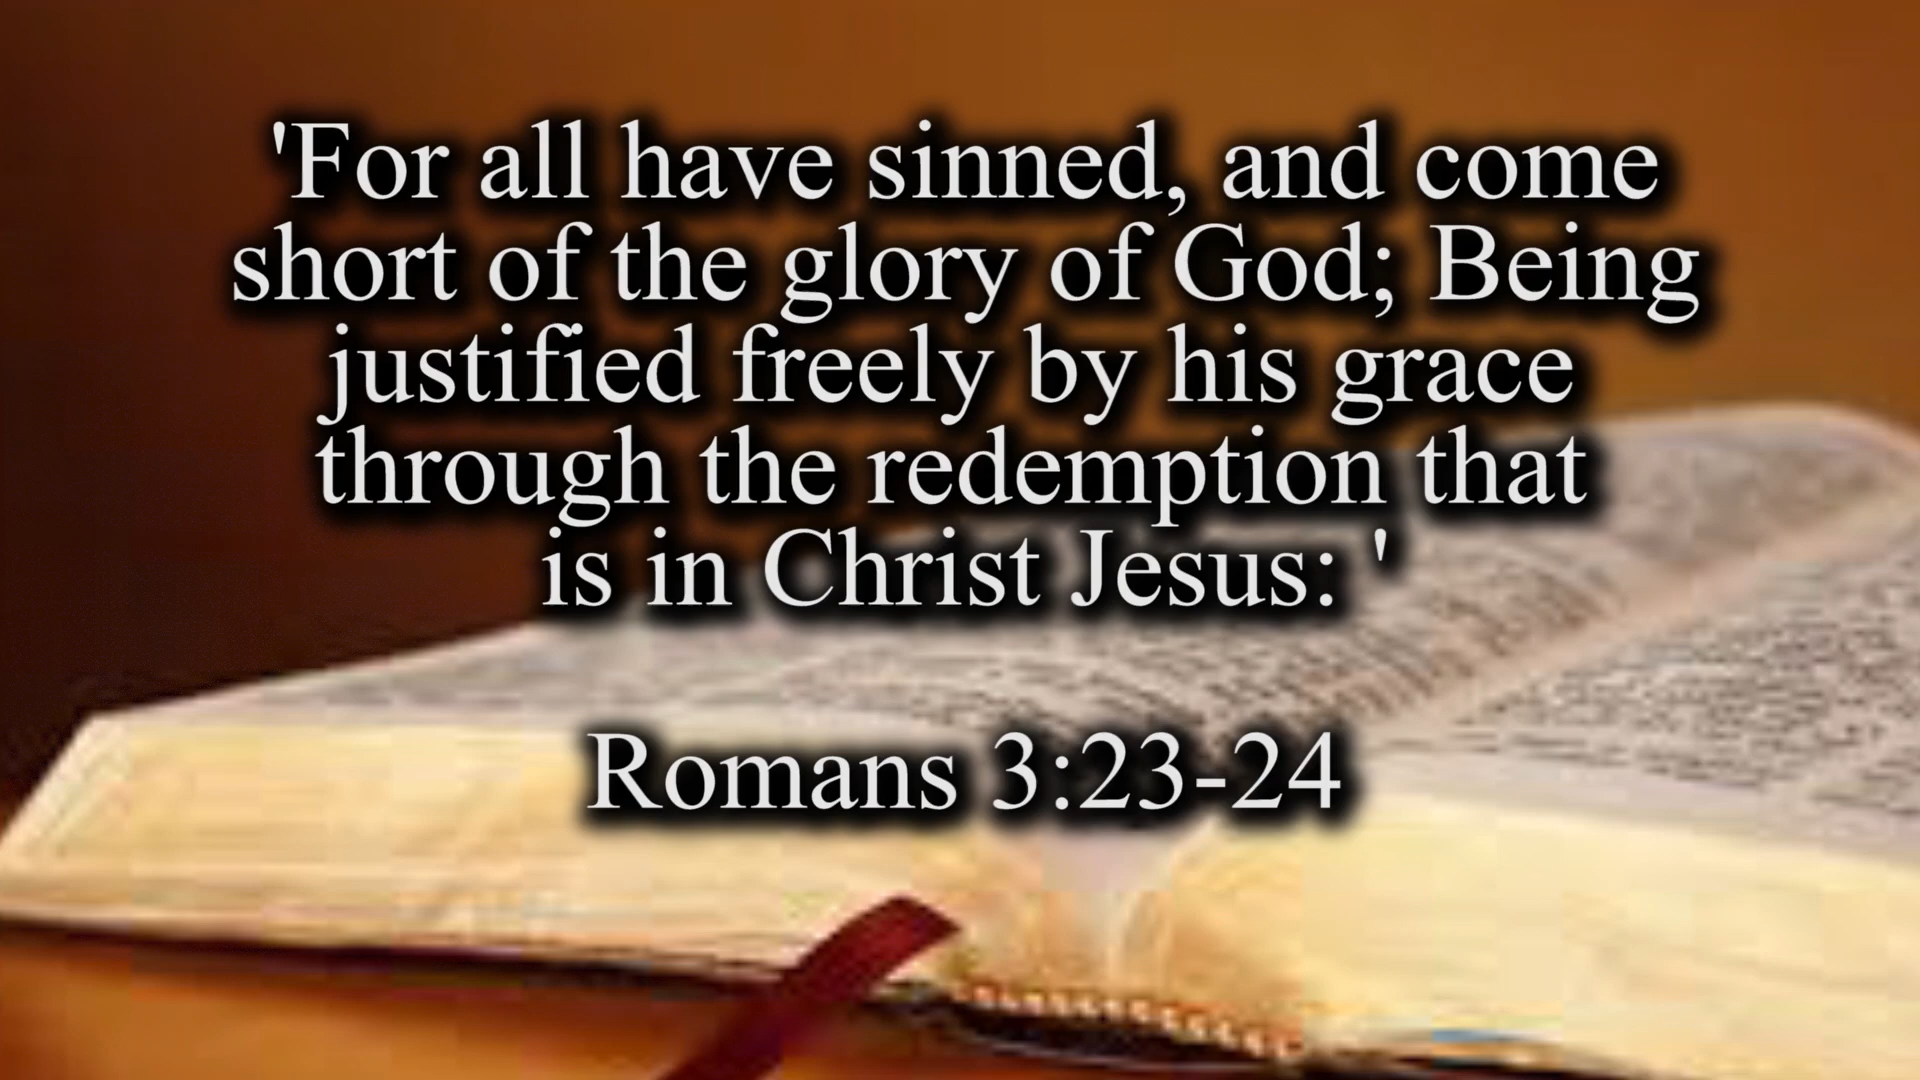 'For all have sinned, and come
short of the glory of God; Being
justified freely by his grace
through the redemption that
is in Christ Jesus: '
Romans 3:23-24